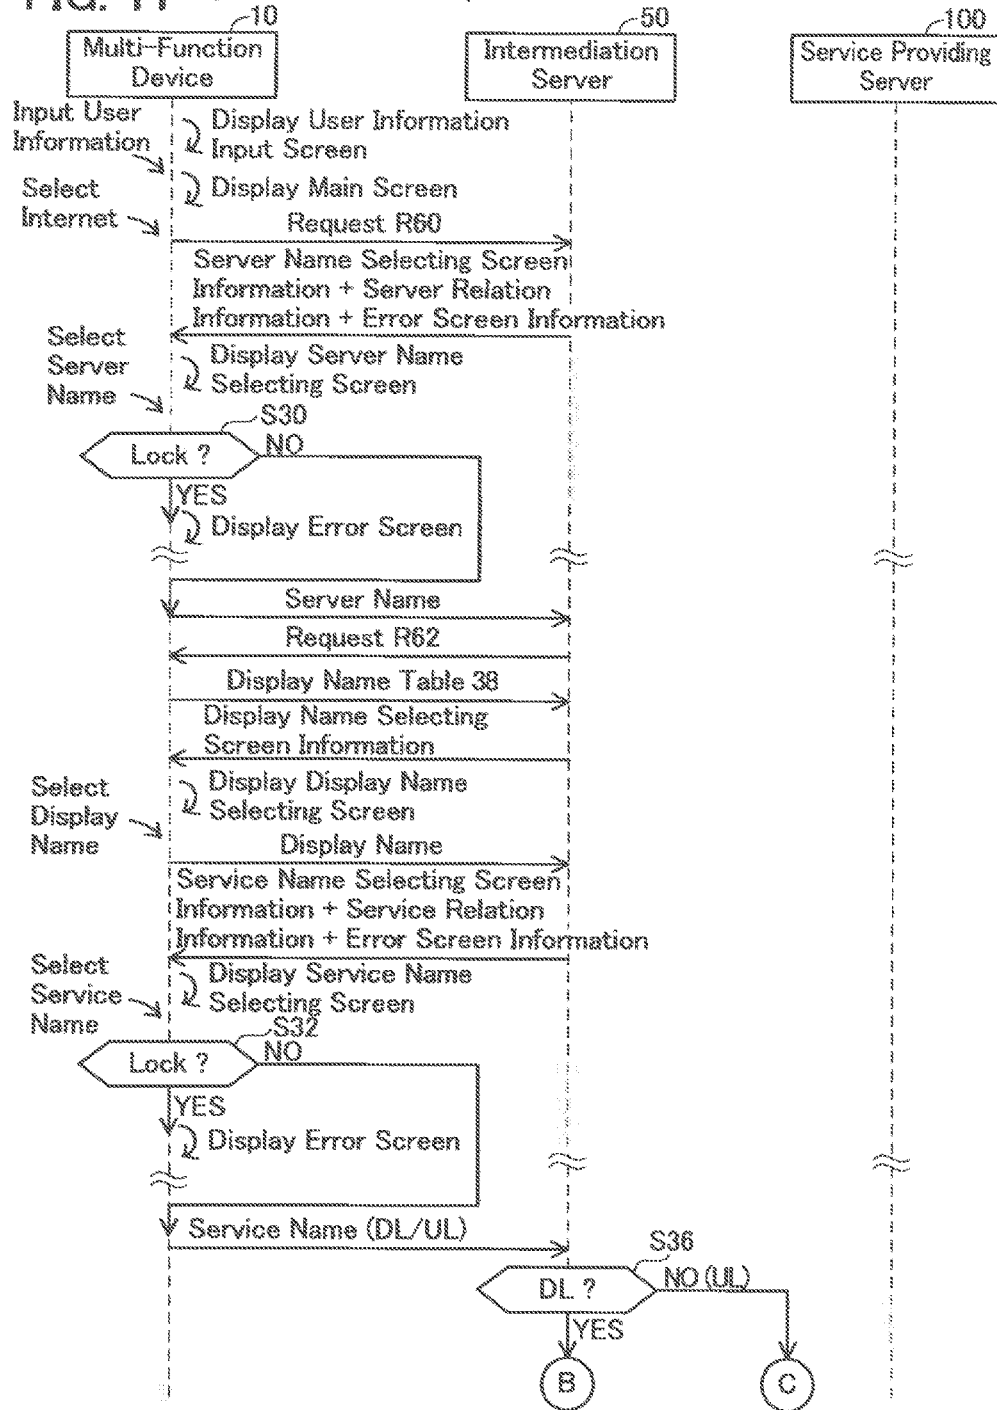 10
50
100
Multi-Function
Device
Intermediation
Server
Service Providing
Server
Input User
Information
Display User Information
Input Screen
Display Main Screen
Select
Internet
Request R60
Server Name Selecting Screen
Information + Server Relation
Information + Error Screen Information
Select
Server
Name
Display Server Name
Selecting Screen
S30
Lock ?
NO
YES
Display Error Screen
Server Name
Request R62
Display Name Table 38
Display Name Selecting
Screen Information
Select
Display
Name
Display Display Name
Selecting Screen
Display Name
Service Name Selecting Screen
Information + Service Relation
Information + Error Screen Information
Select
Service
Name
Display Service Name
Selecting Screen
S32
Lock ?
NO
YES
Display Error Screen
Service Name (DL/UL)
S36
DL ?
NO (UL)
YES
B
C